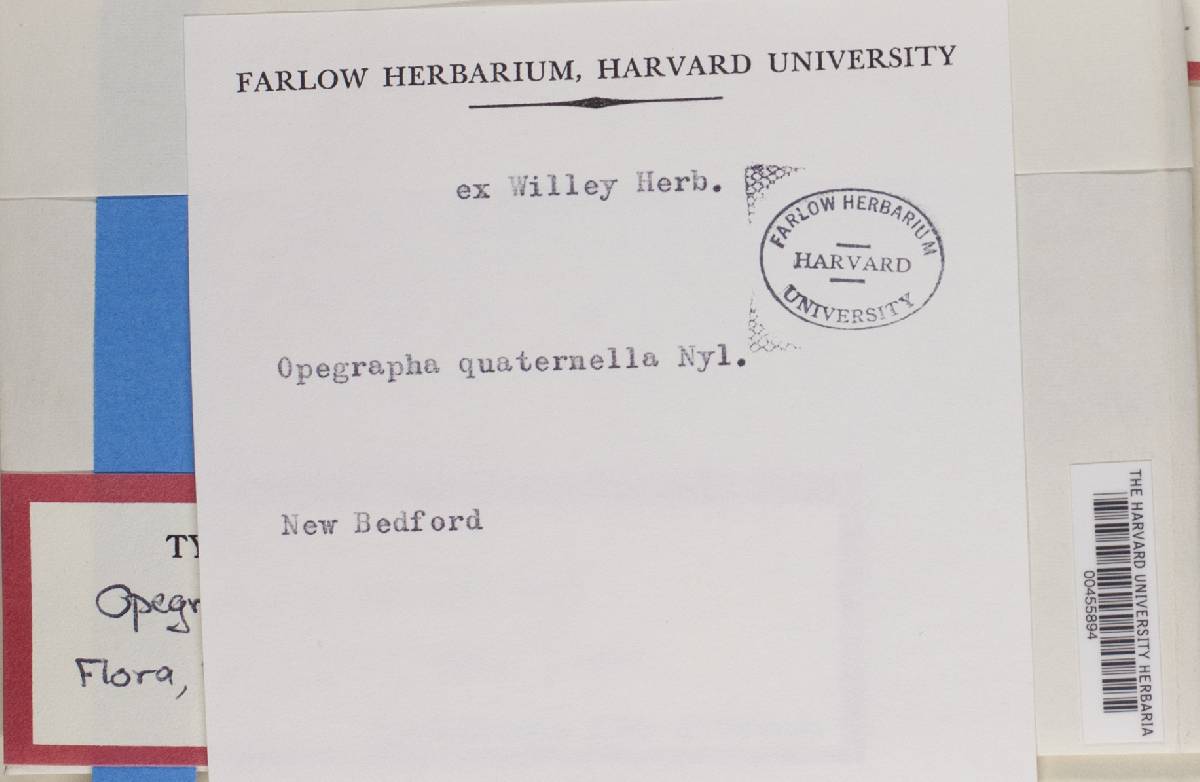 FARLOW HERBARIUM, HARVARD UNIVERSITY
ex Willey Herb.
FARLOW HERBARIUM
HARVARD
UNIVERSITY
Opegrapha quaternella Nyl.
New Bedford
TY
Opegr
Flora,
THE HARVARD UNIVERSITY HERBARIA
00455894